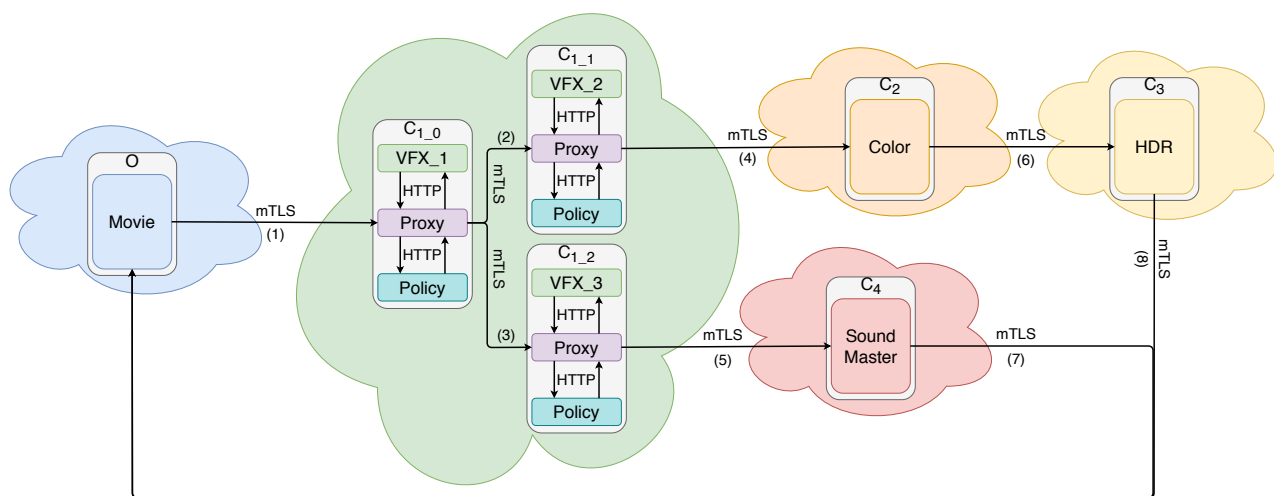 O
Movie
mTLS
(1)
C1_0
VFX_1
HTTP
Proxy
HTTP
Policy
(2)
mTLS
mTLS
(3)
C1_1
VFX_2
HTTP
Proxy
HTTP
Policy
C1_2
VFX_3
HTTP
Proxy
HTTP
Policy
mTLS
(4)
C2
Color
mTLS
(6)
C3
HDR
mTLS
(8)
mTLS
(5)
C4
Sound
Master
mTLS
(7)